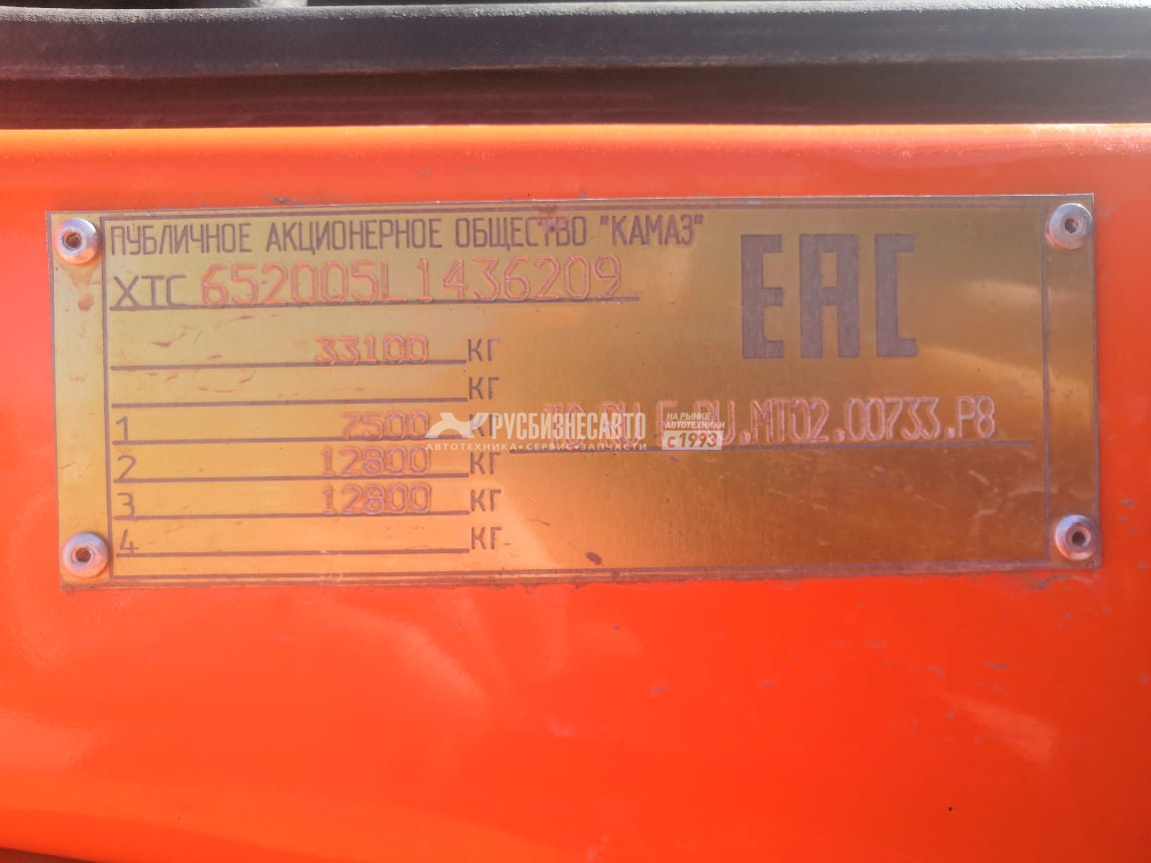 ПУБЛИЧНОЕ АКЦИОНЕРНОЕ ОБЩЕСТВО "КАМАЗ"
ХТС 652005L1436209
EAC
33100 КГ
КГ
1 7500 КГ
.MT02.00733.P8
2 12800 КГ
3 12800 КГ
4 КГ
РУСБИЗНЕСАВТО
АВТОТЕХНИКА • СЕРВИС • ЗАПЧАСТИ
НА РЫНКЕ
АВТОТЕХНИКИ
с 1993